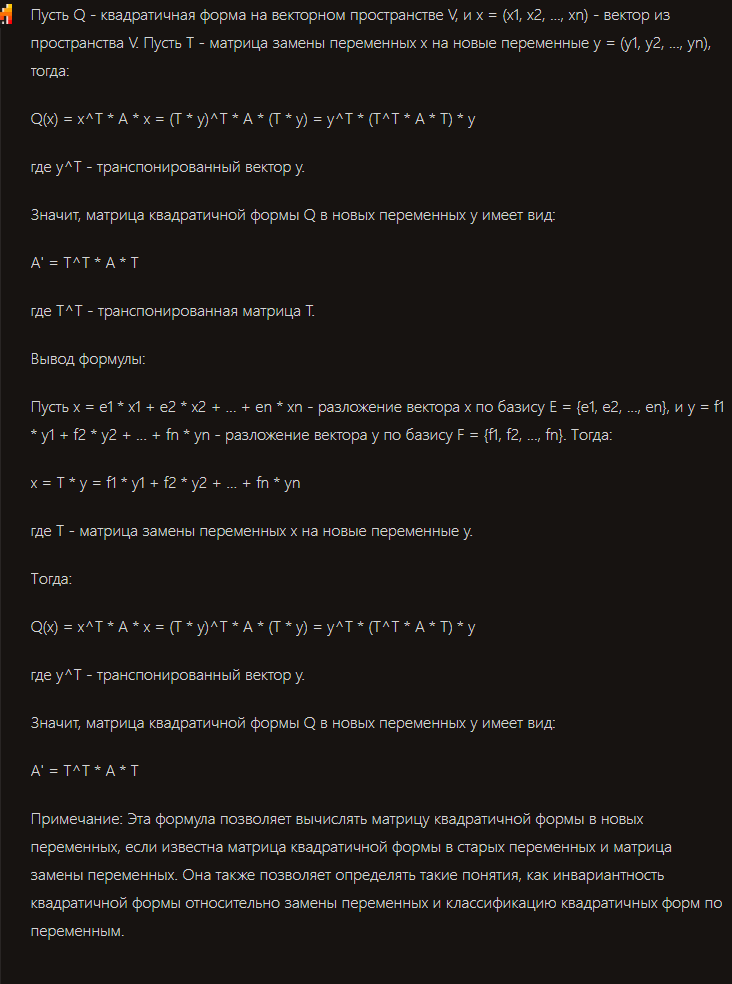 Пусть Q - квадратичная форма на векторном пространстве V, и x = (x1, x2, ..., xn) - вектор из
пространства V. Пусть T - матрица замены переменных x на новые переменные y = (y1, y2, ..., yn),
тогда:
Q(x) = x^T * A * x = (T * y)^T * A * (T * y) = y^T * (T^T * A * T) * y
где y^T - транспонированный вектор y.
Значит, матрица квадратичной формы Q в новых переменных y имеет вид:
A' = T^T * A * T
где T^T - транспонированная матрица T.
Вывод формулы:
Пусть x = e1 * x1 + e2 * x2 + ... + en * xn - разложение вектора x по базису E = {e1, e2, ..., en}, и y = f1
* y1 + f2 * y2 + ... + fn * yn - разложение вектора y по базису F = {f1, f2, ..., fn}. Тогда:
x = T * y = f1 * y1 + f2 * y2 + ... + fn * yn
где T - матрица замены переменных x на новые переменные y.
Тогда:
Q(x) = x^T * A * x = (T * y)^T * A * (T * y) = y^T * (T^T * A * T) * y
где y^T - транспонированный вектор y.
Значит, матрица квадратичной формы Q в новых переменных y имеет вид:
A' = T^T * A * T
Примечание: Эта формула позволяет вычислять матрицу квадратичной формы в новых
переменных, если известна матрица квадратичной формы в старых переменных и матрица
замены переменных. Она также позволяет определять такие понятия, как инвариантность
квадратичной формы относительно замены переменных и классификацию квадратичных форм по
переменным.